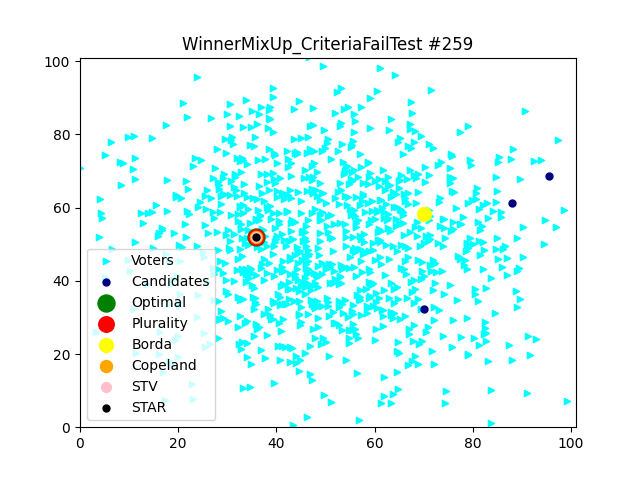 WinnerMixUp_CriteriaFailTest #259
100
80
60
40
20
0
Voters
Candidates
Optimal
Plurality
Borda
Copeland
STV
STAR
0 20 40 60 80 100